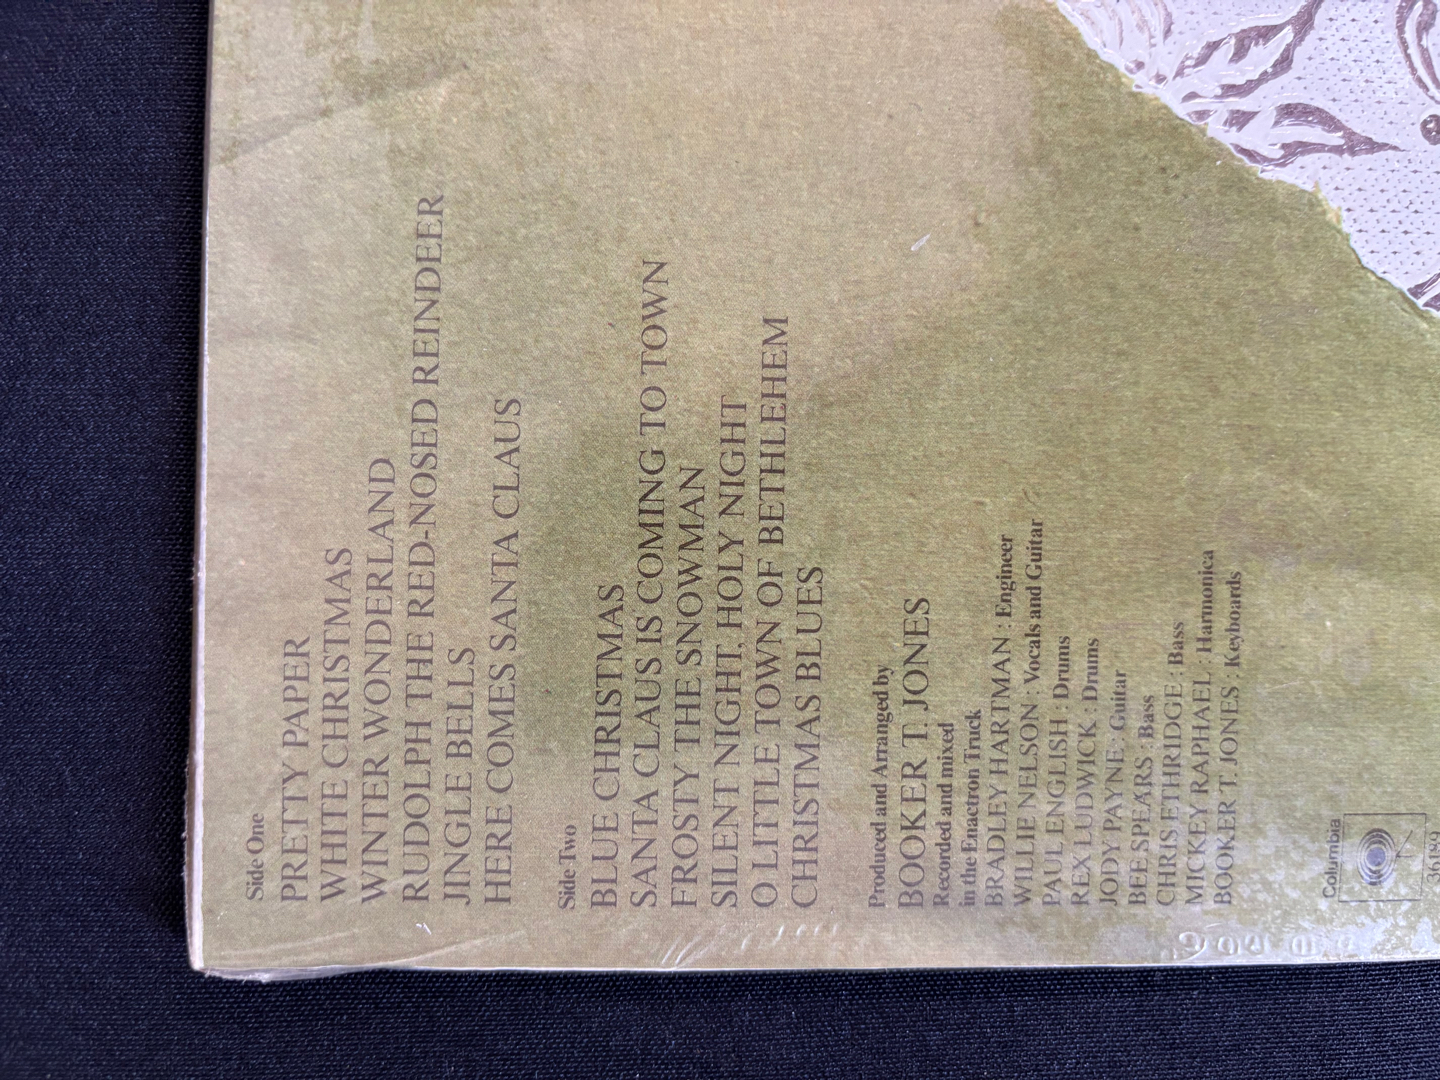 Side One
PRETTY PAPER
WHITE CHRISTMAS
WINTER WONDERLAND
RUDOLPH THE RED-NOSED REINDEER
JINGLE BELLS
HERE COMES SANTA CLAUS
Side Two
BLUE CHRISTMAS
SANTA CLAUS IS COMING TO TOWN
FROSTY THE SNOWMAN
SILENT NIGHT, HOLY NIGHT
O LITTLE TOWN OF BETHLEHEM
CHRISTMAS BLUES
Produced and Arranged by
BOOKER T. JONES
Recorded and mixed
in the Enactron Truck
BRADLEY HARTMAN : Engineer
WILLIE NELSON : Vocals and Guitar
PAUL ENGLISH : Drums
REX LUDWICK : Drums
JODY PAYNE : Guitar
BEE SPEARS : Bass
CHRIS ETHRIDGE : Bass
MICKEY RAPHAEL : Harmonica
BOOKER T. JONES : Keyboards
Columbia
36189